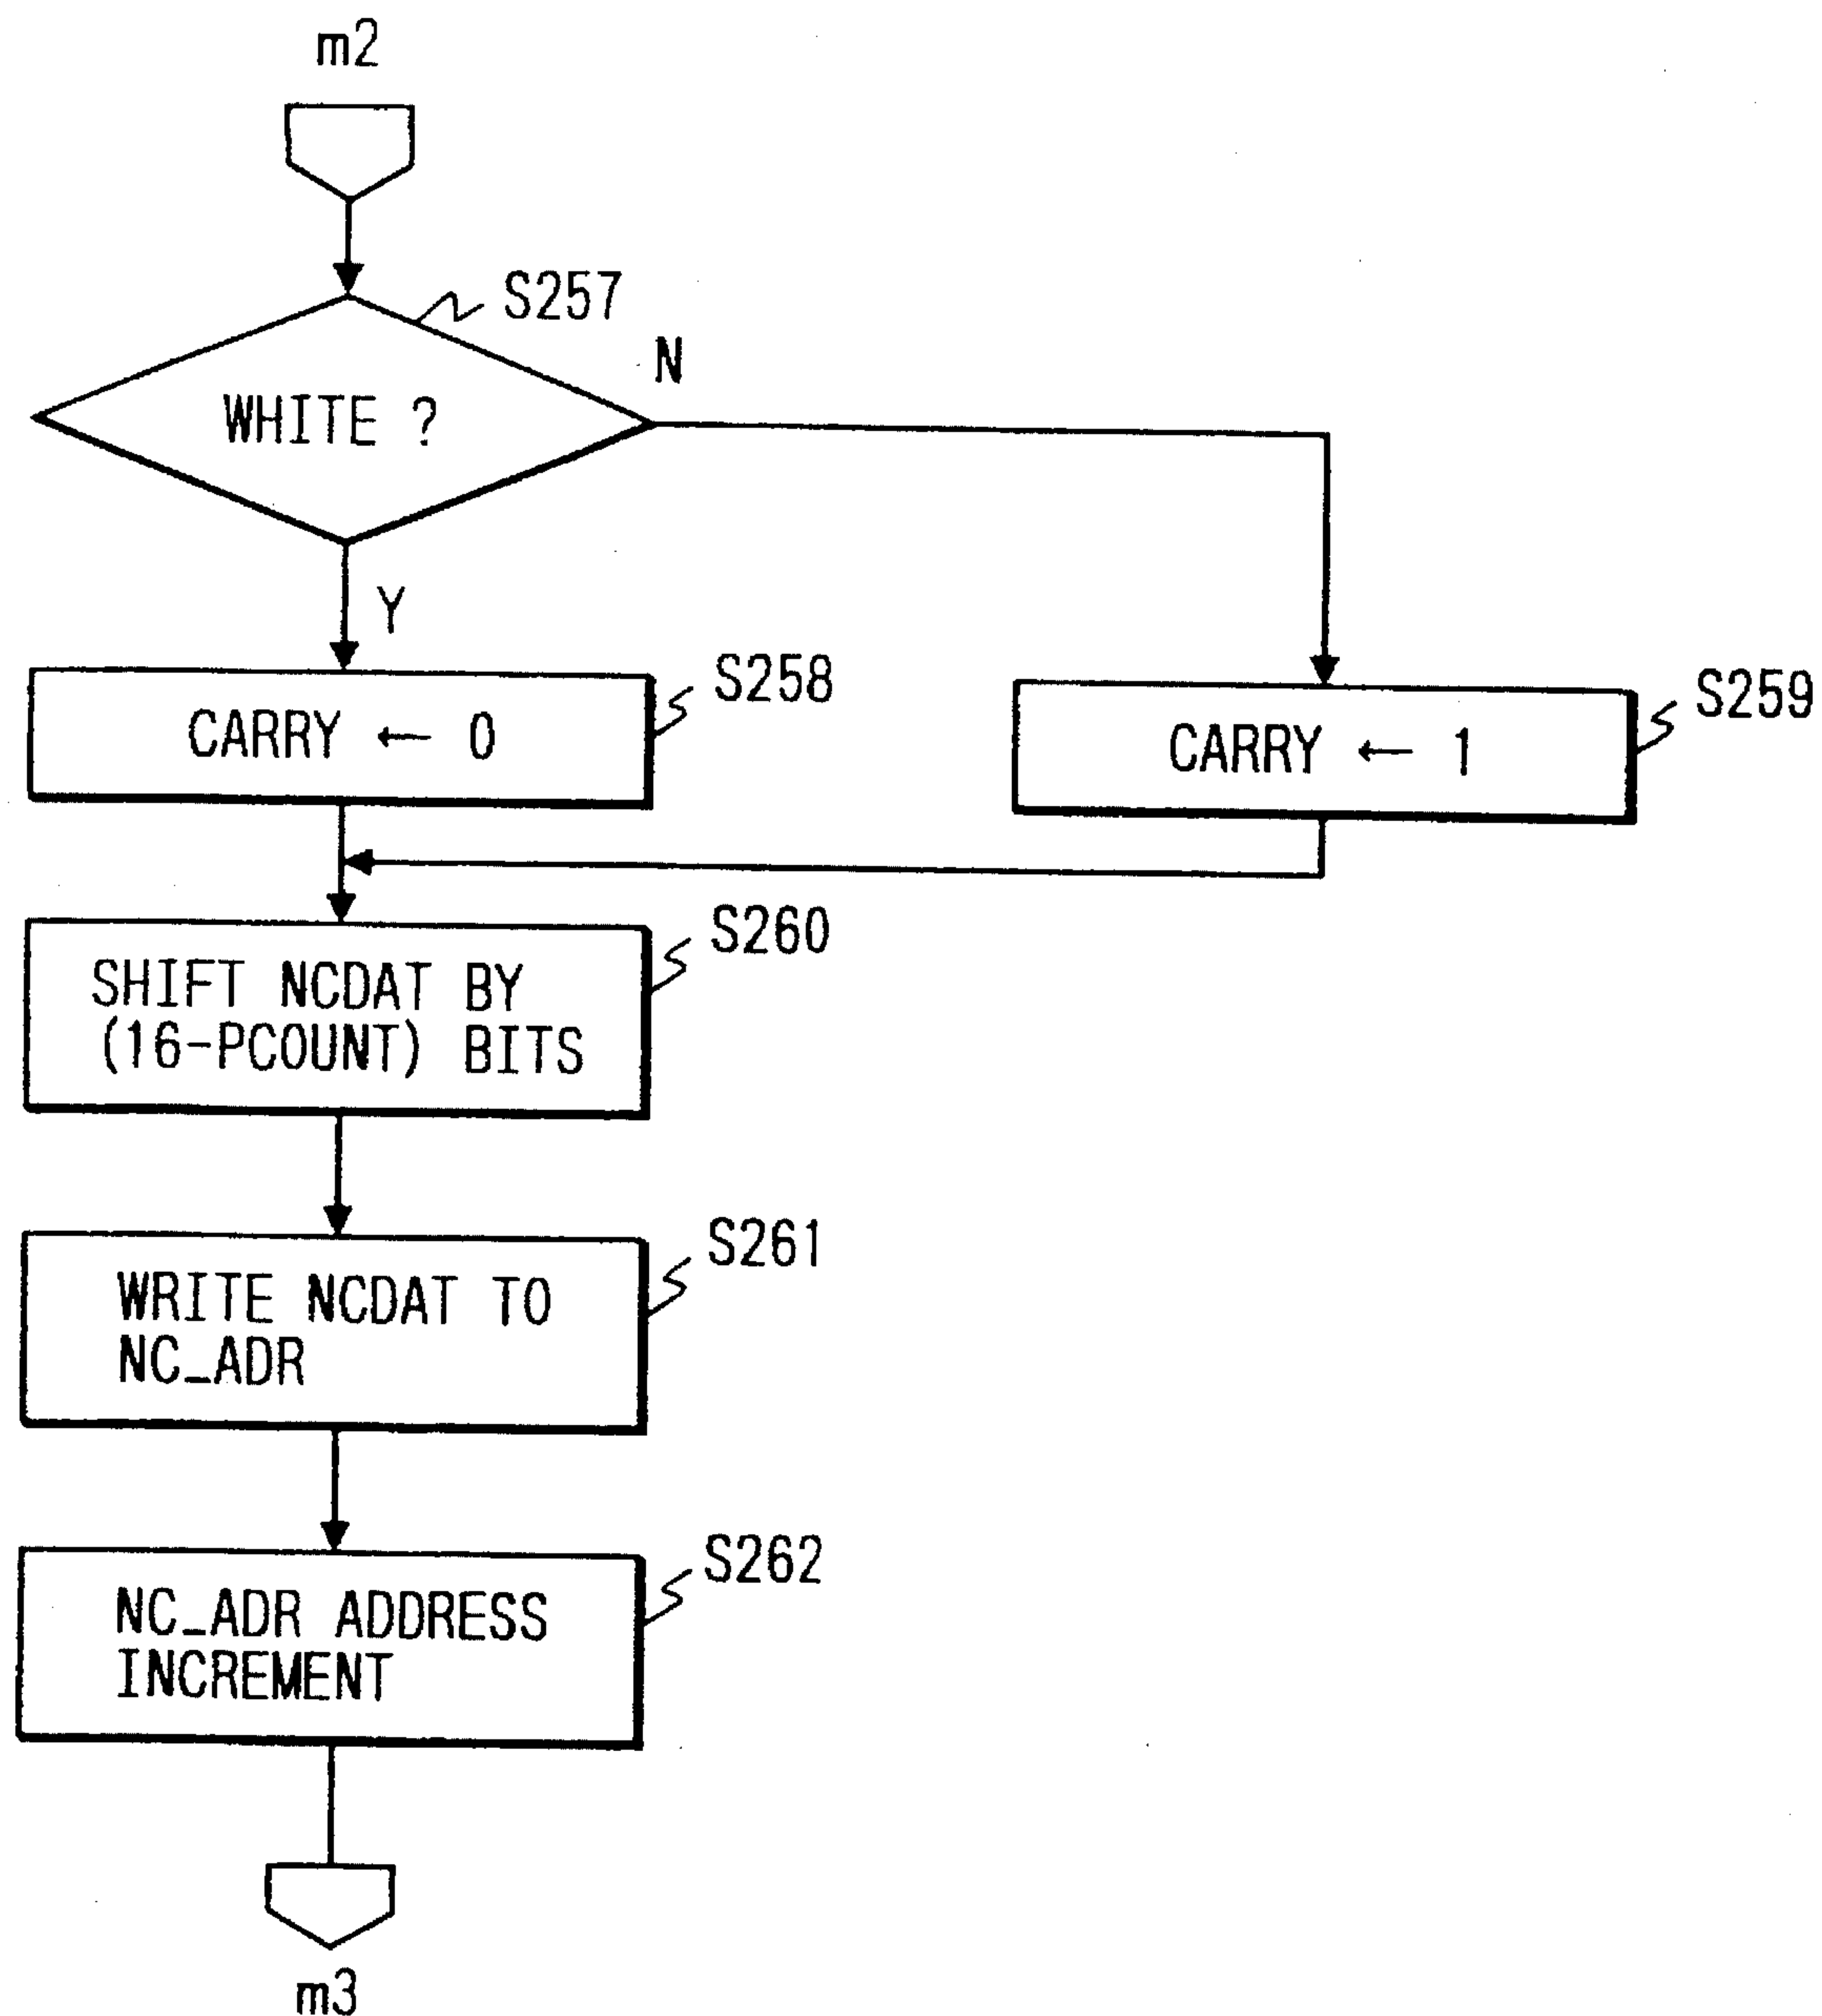 m2
S257
WHITE ?
N
Y
S258
CARRY ← 0
S259
CARRY ← 1
S260
SHIFT NCDAT BY
(16-PCOUNT) BITS
S261
WRITE NCDAT TO
NC_ADR
S262
NC_ADR ADDRESS
INCREMENT
m3